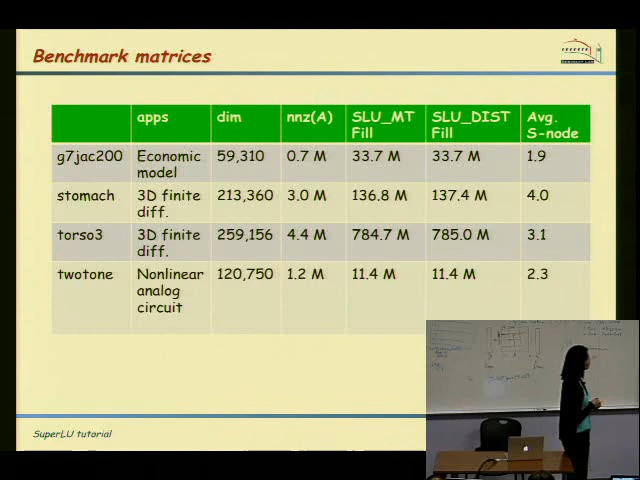 Benchmark matrices
apps dim nnz(A) SLU_MT Fill SLU_DIST Fill Avg. S-node
g7jac200 Economic model 59,310 0.7 M 33.7 M 33.7 M 1.9
stomach 3D finite diff. 213,360 3.0 M 136.8 M 137.4 M 4.0
torso3 3D finite diff. 259,156 4.4 M 784.7 M 785.0 M 3.1
twotone Nonlinear analog circuit 120,750 1.2 M 11.4 M 11.4 M 2.3
SuperLU tutorial